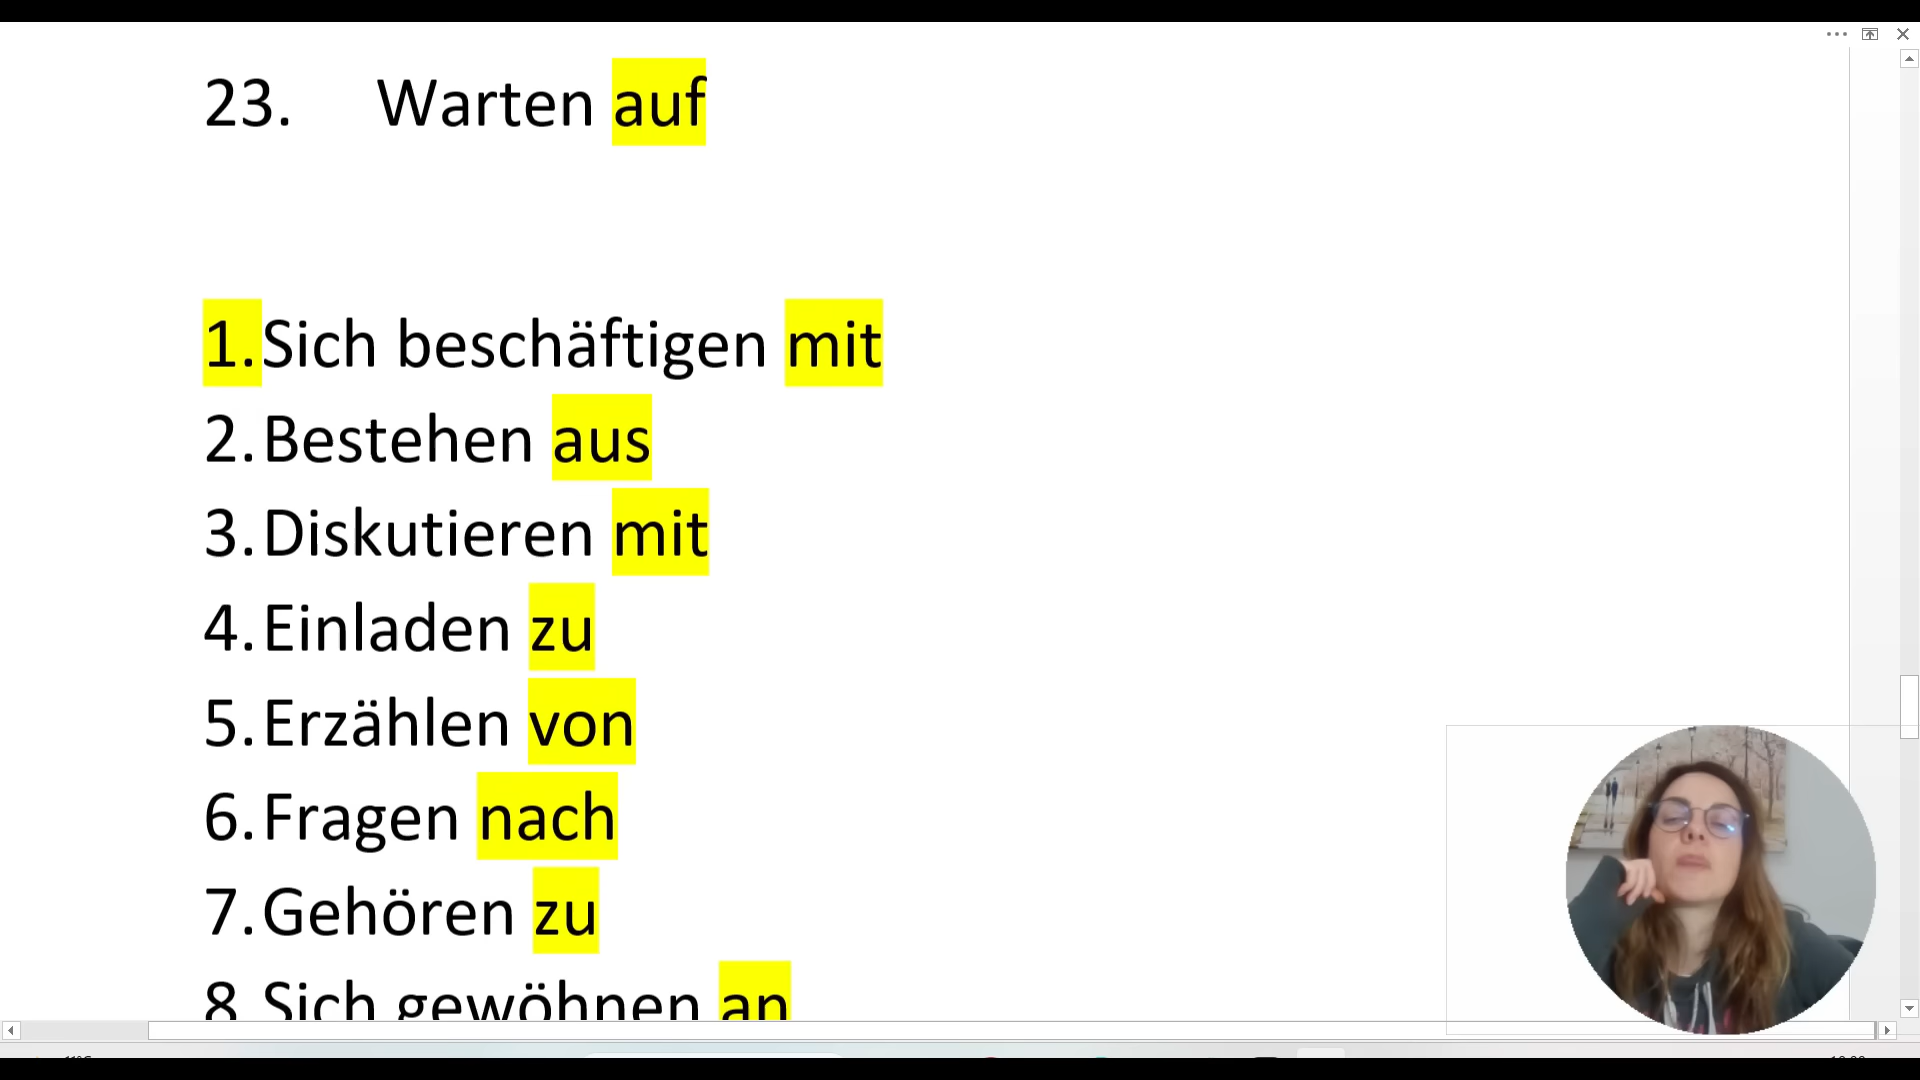 23. Warten auf
1. Sich beschäftigen mit
2. Bestehen aus
3. Diskutieren mit
4. Einladen zu
5. Erzählen von
6. Fragen nach
7. Gehören zu
8 Sich gewöhnen an